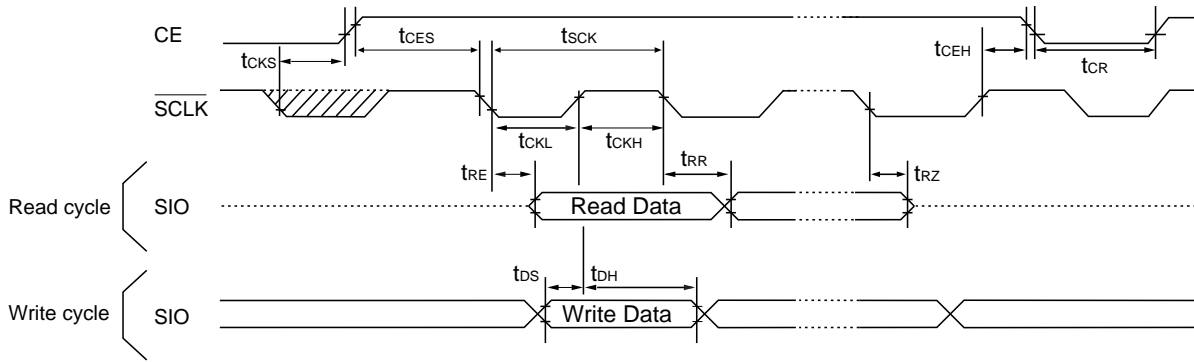 CE
tCES
tSCK
tCEH
tCR
tCKS
SCLK
tCKL
tCKH
tRE
tRR
tRZ
Read cycle
SIO
Read Data
tDS
tDH
Write cycle
SIO
Write Data